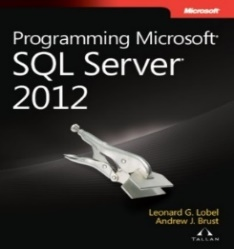 Microsoft
Programming Microsoft®
SQL Server®
2012
Leonard G. Lobel
Andrew J. Brust
TALLAN